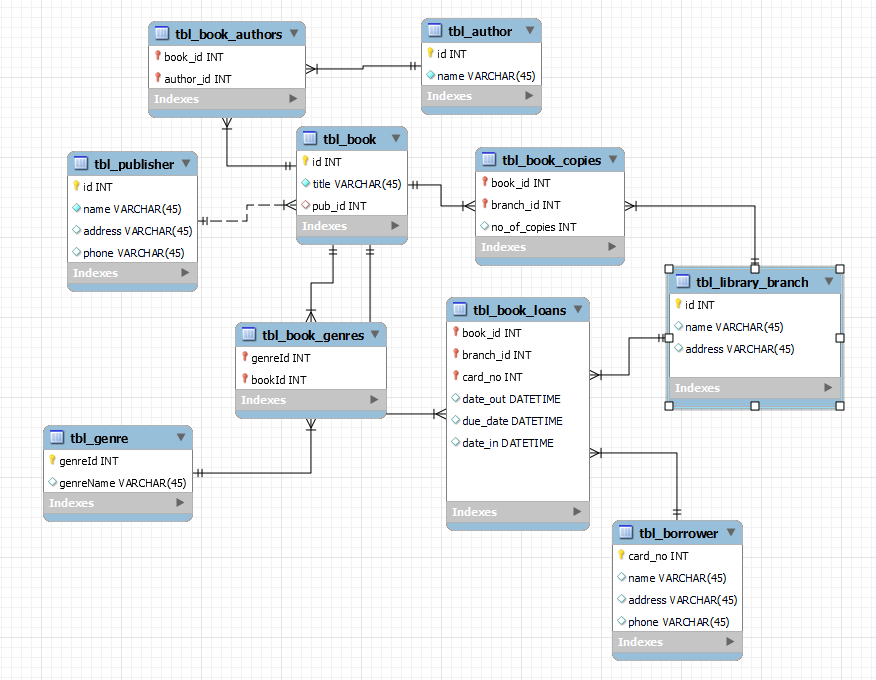 tbl_book_authors
book_id INT
author_id INT
Indexes
tbl_author
id INT
name VARCHAR(45)
Indexes
tbl_book
id INT
title VARCHAR(45)
pub_id INT
Indexes
tbl_publisher
id INT
name VARCHAR(45)
address VARCHAR(45)
phone VARCHAR(45)
Indexes
tbl_book_copies
book_id INT
branch_id INT
no_of_copies INT
Indexes
tbl_library_branch
id INT
name VARCHAR(45)
address VARCHAR(45)
Indexes
tbl_book_loans
book_id INT
branch_id INT
card_no INT
date_out DATETIME
due_date DATETIME
date_in DATETIME
Indexes
tbl_book_genres
genreId INT
bookId INT
Indexes
tbl_genre
genreId INT
genreName VARCHAR(45)
Indexes
tbl_borrower
card_no INT
name VARCHAR(45)
address VARCHAR(45)
phone VARCHAR(45)
Indexes